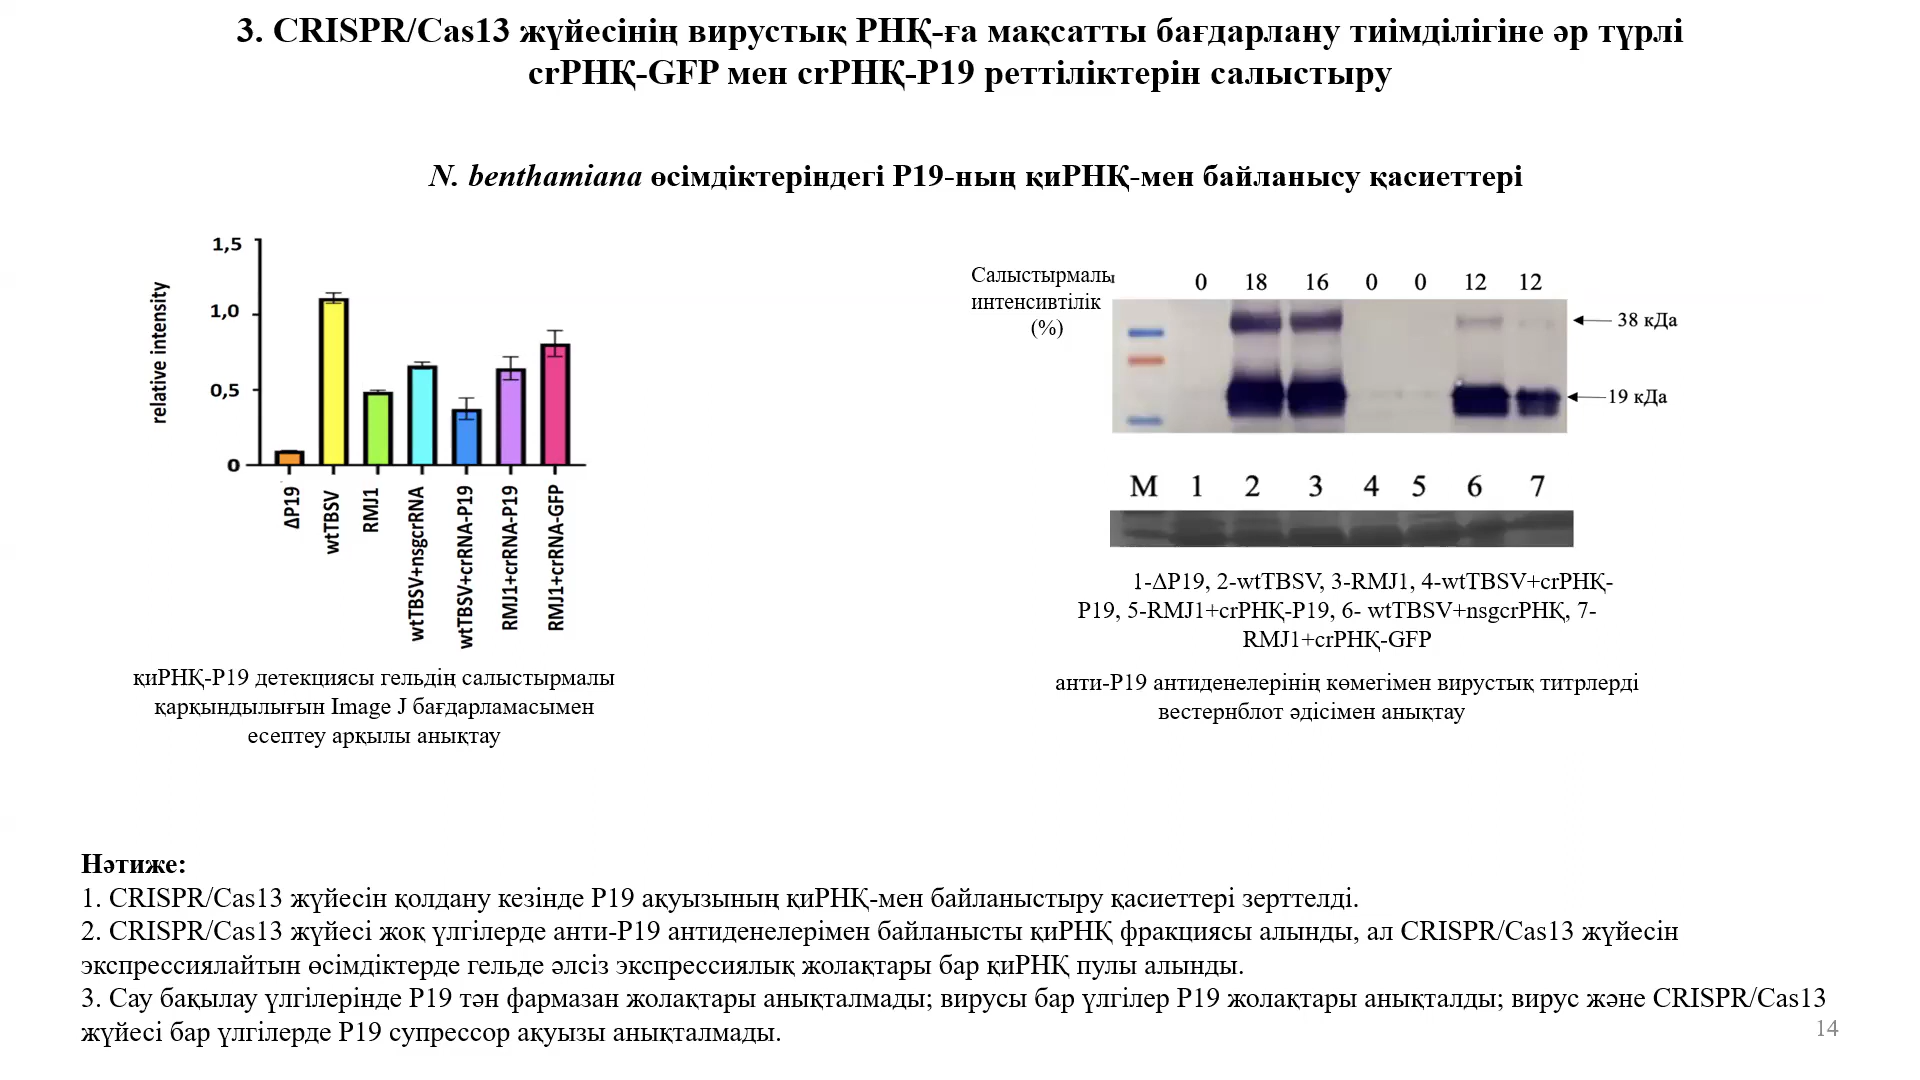 3. CRISPR/Cas13 жүйесінің вирустық РНҚ-ға мақсатты бағдарлану тиімділігіне әр түрлі
crРНҚ-GFP мен crРНҚ-P19 реттіліктерін салыстыру
N. benthamiana өсімдіктеріндегі P19-ның қиРНҚ-мен байланысу қасиеттері
relative intensity
1,5
1,0
0,5
0
ΔP19
wtTBSV
RMJ1
wtTBSV+nsgcrRNA
wtTBSV+crRNA-P19
RMJ1+crRNA-P19
RMJ1+crRNA-GFP
қиРНҚ-P19 детекциясы гельдің салыстырмалы
қарқындылығын Image J бағдарламасымен
есептеу арқылы анықтау
Салыстырмалы
интенсивтілік
(%)
0 18 16 0 0 12 12
38 кДа
19 кДа
M 1 2 3 4 5 6 7
1-ΔP19, 2-wtTBSV, 3-RMJ1, 4-wtTBSV+crРНҚ-
P19, 5-RMJ1+crРНҚ-P19, 6- wtTBSV+nsgcrРНҚ, 7-
RMJ1+crРНҚ-GFP
анти-P19 антиденелерінің көмегімен вирустық титрлерді
вестернблот әдісімен анықтау
Нәтиже:
1. CRISPR/Cas13 жүйесін қолдану кезінде P19 ақуызының қиРНҚ-мен байланыстыру қасиеттері зерттелді.
2. CRISPR/Cas13 жүйесі жоқ үлгілерде анти-P19 антиденелерімен байланысты қиРНҚ фракциясы алынды, ал CRISPR/Cas13 жүйесін
экспрессиялайтын өсімдіктерде гельде әлсіз экспрессиялық жолақтары бар қиРНҚ пулы алынды.
3. Сау бақылау үлгілерінде P19 тән фармазан жолақтары анықталмады; вирусы бар үлгілер P19 жолақтары анықталды; вирус және CRISPR/Cas13
жүйесі бар үлгілерде P19 супрессор ақуызы анықталмады.
14